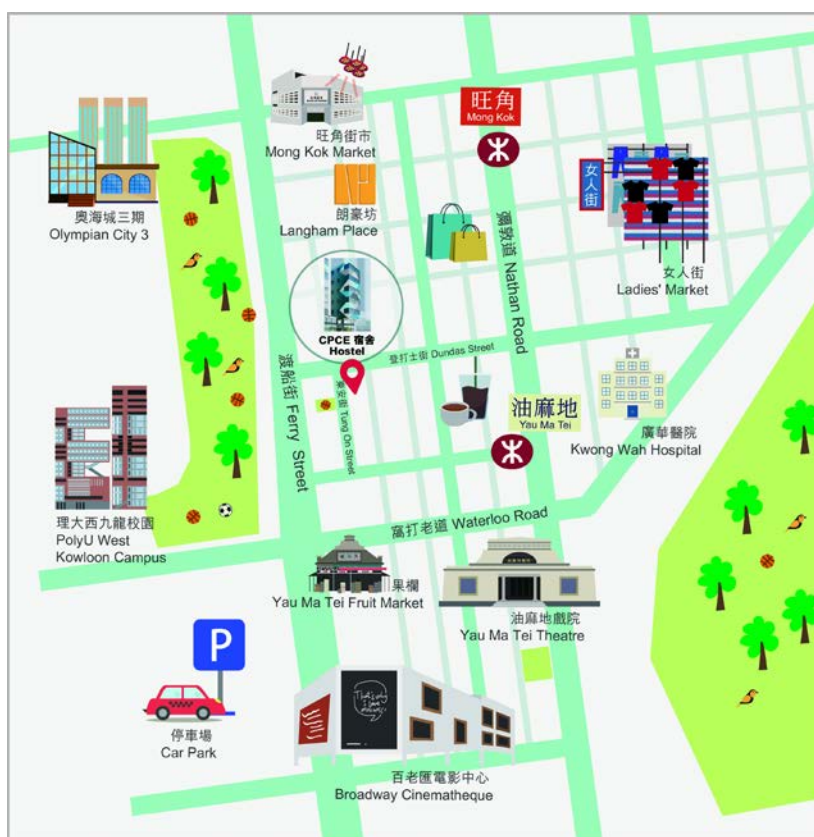 旺角街市
Mong Kok Market
旺角
Mong Kok
女人街
奧海城三期
Olympian City 3
朗豪坊
Langham Place
女人街
Ladies' Market
彌敦道 Nathan Road
CPCE 宿舍
Hostel
登打士街 Dundas Street
渡船街 Ferry Street
東安街 Tung On Street
油麻地
Yau Ma Tei
廣華醫院
Kwong Wah Hospital
理大西九龍校園
PolyU West
Kowloon Campus
窩打老道 Waterloo Road
果欄
Yau Ma Tei Fruit Market
油麻地戲院
Yau Ma Tei Theatre
P
停車場
Car Park
百老匯電影中心
Broadway Cinematheque